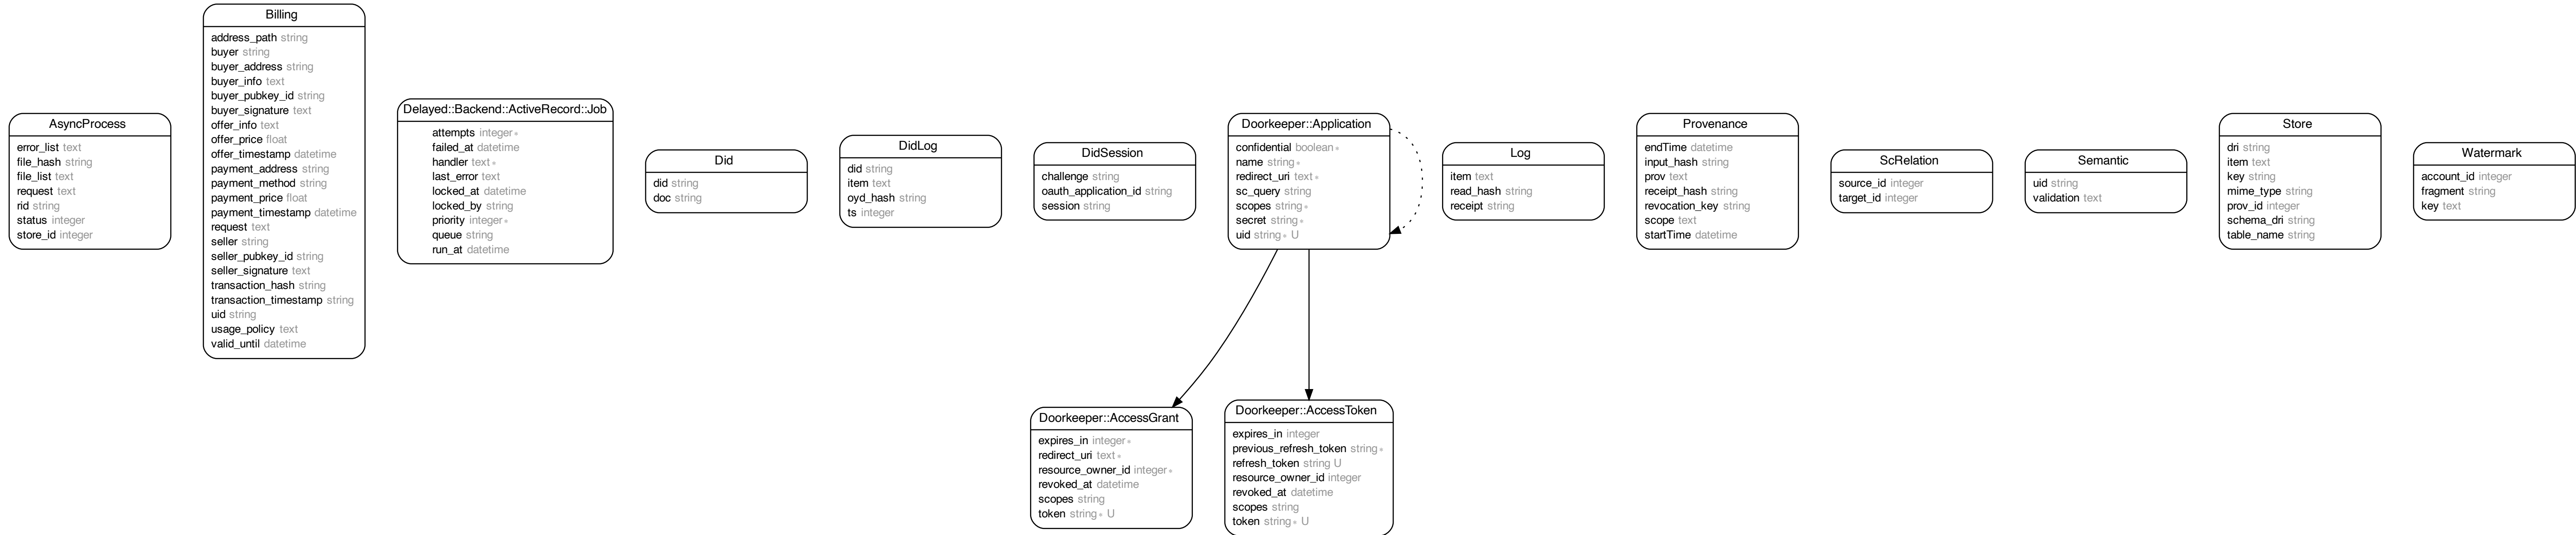 AsyncProcess
error_list text
file_hash string
file_list text
request text
rid string
status integer
store_id integer
Billing
address_path string
buyer string
buyer_address string
buyer_info text
buyer_pubkey_id string
buyer_signature text
offer_info text
offer_price float
offer_timestamp datetime
payment_address string
payment_method string
payment_price float
payment_timestamp datetime
request text
seller string
seller_pubkey_id string
seller_signature text
transaction_hash string
transaction_timestamp string
uid string
usage_policy text
valid_until datetime
Delayed::Backend::ActiveRecord::Job
attempts integer∗
failed_at datetime
handler text∗
last_error text
locked_at datetime
locked_by string
priority integer∗
queue string
run_at datetime
Did
did string
doc string
DidLog
did string
item text
oyd_hash string
ts integer
DidSession
challenge string
oauth_application_id string
session string
Doorkeeper::Application
confidential boolean∗
name string∗
redirect_uri text∗
sc_query string
scopes string∗
secret string∗
uid string∗ U
Log
item text
read_hash string
receipt string
Provenance
endTime datetime
input_hash string
prov text
receipt_hash string
revocation_key string
scope text
startTime datetime
ScRelation
source_id integer
target_id integer
Semantic
uid string
validation text
Store
dri string
item text
key string
mime_type string
prov_id integer
schema_dri string
table_name string
Watermark
account_id integer
fragment string
key text
Doorkeeper::AccessGrant
expires_in integer∗
redirect_uri text∗
resource_owner_id integer∗
revoked_at datetime
scopes string
token string∗ U
Doorkeeper::AccessToken
expires_in integer
previous_refresh_token string∗
refresh_token string U
resource_owner_id integer
revoked_at datetime
scopes string
token string∗ U